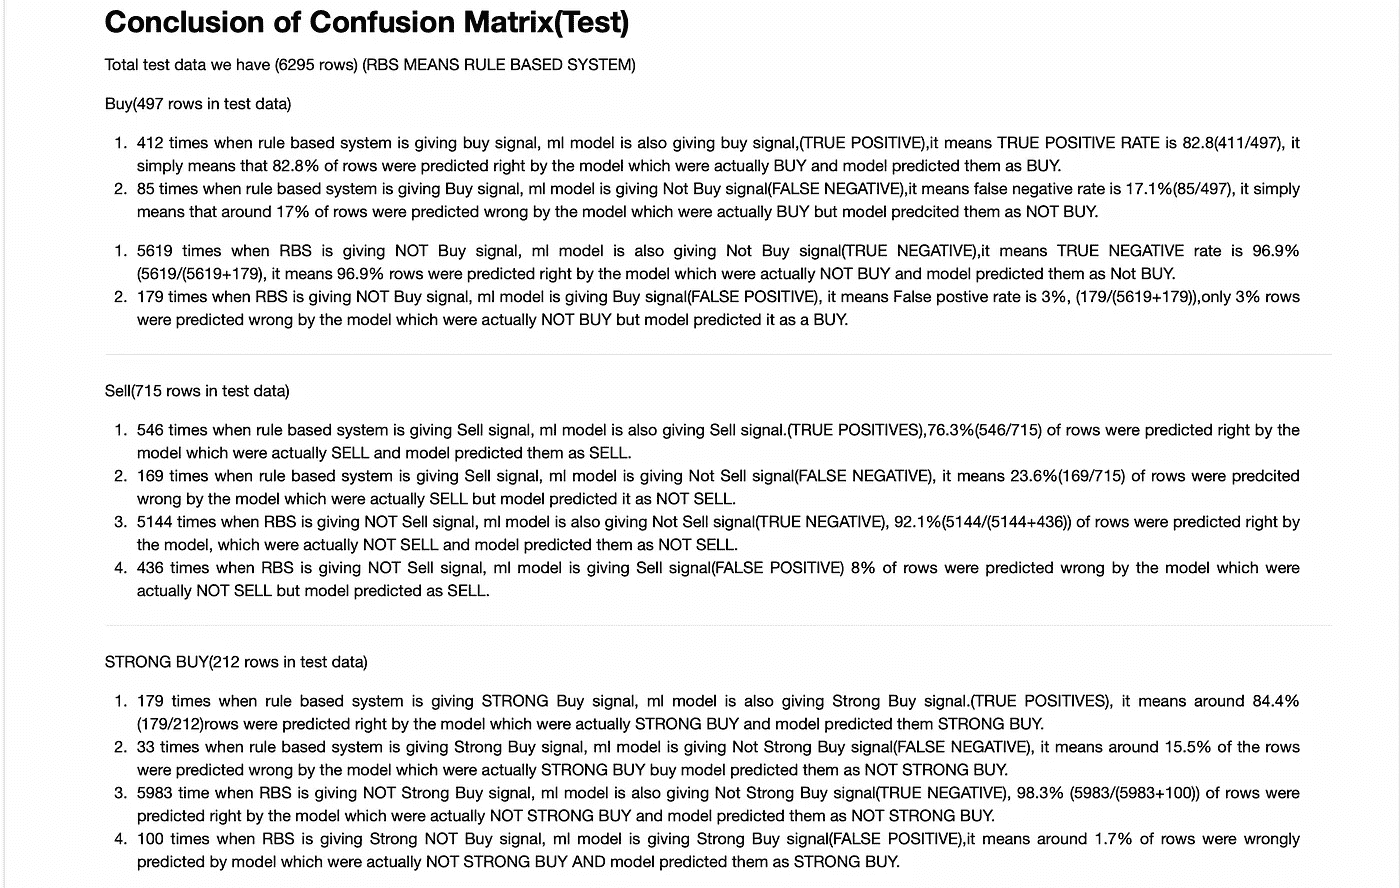 Conclusion of Confusion Matrix(Test)
Total test data we have (6295 rows) (RBS MEANS RULE BASED SYSTEM)
Buy(497 rows in test data)
1. 412 times when rule based system is giving buy signal, ml model is also giving buy signal,(TRUE POSITIVE),it means TRUE POSITIVE RATE is 82.8(411/497), it
simply means that 82.8% of rows were predicted right by the model which were actually BUY and model predicted them as BUY.
2. 85 times when rule based system is giving Buy signal, ml model is giving Not Buy signal(FALSE NEGATIVE),it means false negative rate is 17.1%(85/497), it simply
means that around 17% of rows were predicted wrong by the model which were actually BUY but model predcited them as NOT BUY.
1. 5619 times when RBS is giving NOT Buy signal, ml model is also giving Not Buy signal(TRUE NEGATIVE),it means TRUE NEGATIVE rate is 96.9%
(5619/(5619+179), it means 96.9% rows were predicted right by the model which were actually NOT BUY and model predicted them as Not BUY.
2. 179 times when RBS is giving NOT Buy signal, ml model is giving Buy signal(FALSE POSITIVE), it means False postive rate is 3%, (179/(5619+179)),only 3% rows
were predicted wrong by the model which were actually NOT BUY but model predicted it as a BUY.
Sell(715 rows in test data)
1. 546 times when rule based system is giving Sell signal, ml model is also giving Sell signal.(TRUE POSITIVES),76.3%(546/715) of rows were predicted right by the
model which were actually SELL and model predicted them as SELL.
2. 169 times when rule based system is giving Sell signal, ml model is giving Not Sell signal(FALSE NEGATIVE), it means 23.6%(169/715) of rows were predcited
wrong by the model which were actually SELL but model predicted it as NOT SELL.
3. 5144 times when RBS is giving NOT Sell signal, ml model is also giving Not Sell signal(TRUE NEGATIVE), 92.1%(5144/(5144+436)) of rows were predicted right by
the model, which were actually NOT SELL and model predicted them as NOT SELL.
4. 436 times when RBS is giving NOT Sell signal, ml model is giving Sell signal(FALSE POSITIVE) 8% of rows were predicted wrong by the model which were
actually NOT SELL but model predicted as SELL.
STRONG BUY(212 rows in test data)
1. 179 times when rule based system is giving STRONG Buy signal, ml model is also giving Strong Buy signal.(TRUE POSITIVES), it means around 84.4%
(179/212)rows were predicted right by the model which were actually STRONG BUY and model predicted them STRONG BUY.
2. 33 times when rule based system is giving Strong Buy signal, ml model is giving Not Strong Buy signal(FALSE NEGATIVE), it means around 15.5% of the rows
were predicted wrong by the model which were actually STRONG BUY buy model predicted them as NOT STRONG BUY.
3. 5983 time when RBS is giving NOT Strong Buy signal, ml model is also giving Not Strong Buy signal(TRUE NEGATIVE), 98.3% (5983/(5983+100)) of rows were
predicted right by the model which were actually NOT STRONG BUY and model predicted them as NOT STRONG BUY.
4. 100 times when RBS is giving Strong NOT Buy signal, ml model is giving Strong Buy signal(FALSE POSITIVE),it means around 1.7% of rows were wrongly
predicted by model which were actually NOT STRONG BUY AND model predicted them as STRONG BUY.